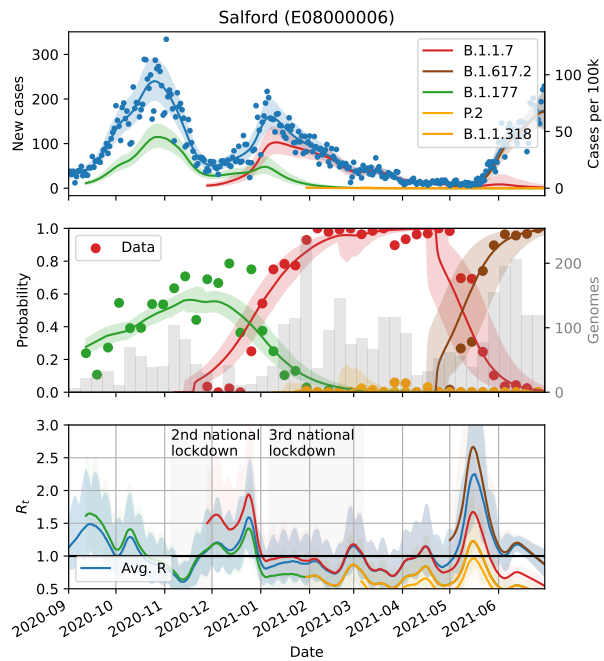 Salford (E08000006)
New cases
300
200
100
0
B.1.1.7
B.1.617.2
B.1.177
P.2
B.1.1.318
100
50
0
Cases per 100k
Probability
1.0
0.8
0.6
0.4
0.2
0.0
Data
200
100
0
Genomes
R_t
3.0
2.5
2.0
1.5
1.0
0.5
2nd national
lockdown
3rd national
lockdown
Avg. R
2020-09
2020-10
2020-11
2020-12
2021-01
2021-02
2021-03
2021-04
2021-05
2021-06
Date